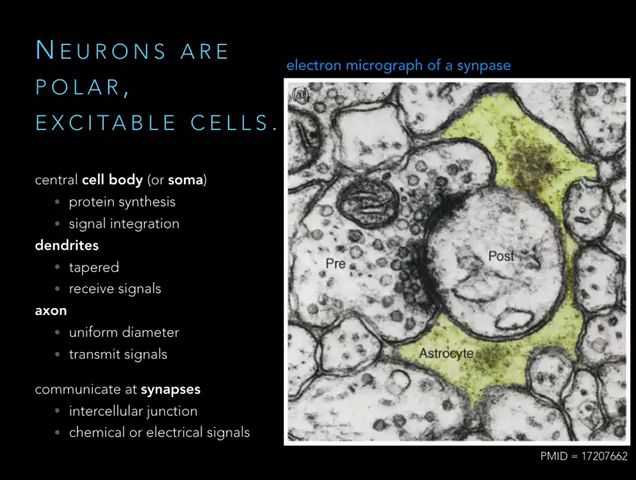 NEURONS ARE
POLAR,
EXCITABLE CELLS.
electron micrograph of a synpase
central cell body (or soma)
• protein synthesis
• signal integration
dendrites
• tapered
• receive signals
axon
• uniform diameter
• transmit signals
communicate at synapses
• intercellular junction
• chemical or electrical signals
(a)
Pre
Post
Astrocyte
PMID = 17207662